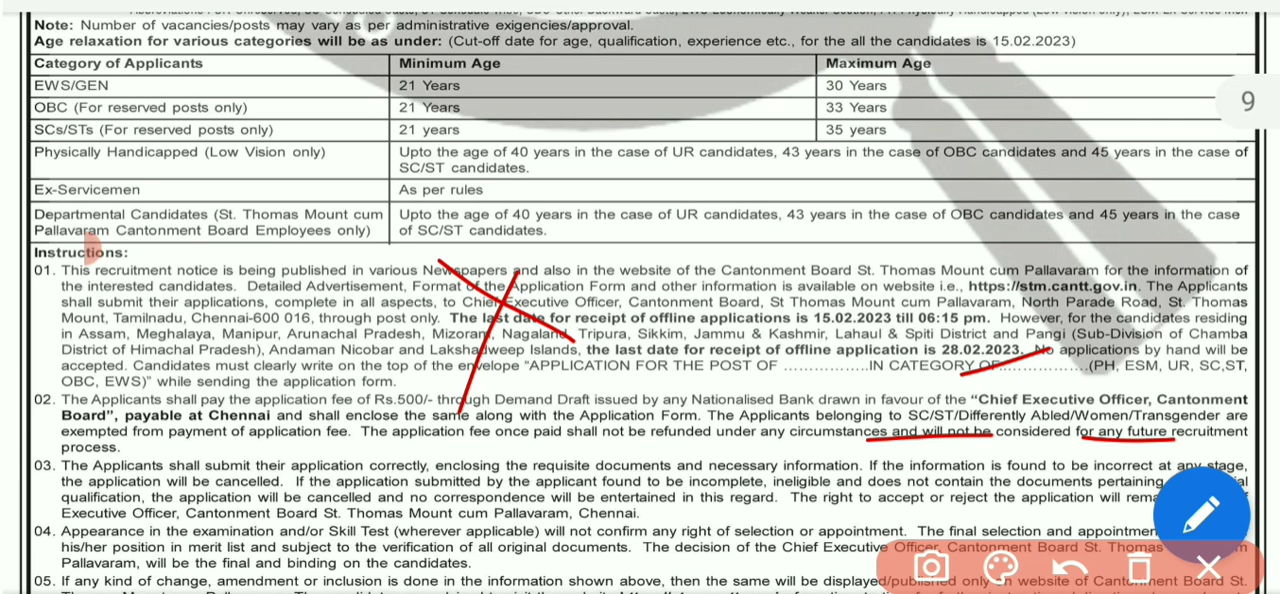 Note: Number of vacancies/posts may vary as per administrative exigencies/approval.
Age relaxation for various categories will be as under: (Cut-off date for age, qualification, experience etc., for the all the candidates is 15.02.2023)
Category of Applicants Minimum Age Maximum Age
EWS/GEN 21 Years 30 Years
OBC (For reserved posts only) 21 Years 33 Years
SCs/STs (For reserved posts only) 21 years 35 years
Physically Handicapped (Low Vision only) Upto the age of 40 years in the case of UR candidates, 43 years in the case of OBC candidates and 45 years in the case of
SC/ST candidates.
Ex-Servicemen As per rules
Departmental Candidates (St. Thomas Mount cum Upto the age of 40 years in the case of UR candidates, 43 years in the case of OBC candidates and 45 years in the case
Pallavaram Cantonment Board Employees only) of SC/ST candidates.
Instructions:
01. This recruitment notice is being published in various Newspapers and also in the website of the Cantonment Board St. Thomas Mount cum Pallavaram for the information of
the interested candidates. Detailed Advertisement, Format of the Application Form and other information is available on website i.e., https://stm.cantt.gov.in. The Applicants
shall submit their applications, complete in all aspects, to Chief Executive Officer, Cantonment Board, St Thomas Mount cum Pallavaram, North Parade Road, St. Thomas
Mount, Tamilnadu, Chennai-600 016, through post only. The last date for receipt of offline applications is 15.02.2023 till 06:15 pm. However, for the candidates residing
in Assam, Meghalaya, Manipur, Arunachal Pradesh, Mizoram, Nagaland, Tripura, Sikkim, Jammu & Kashmir, Lahaul & Spiti District and Pangi (Sub-Division of Chamba
District of Himachal Pradesh), Andaman Nicobar and Lakshadweep Islands, the last date for receipt of offline application is 28.02.2023. No applications by hand will be
accepted. Candidates must clearly write on the top of the envelope "APPLICATION FOR THE POST OF ..................IN CATEGORY OF..................(PH, ESM, UR, SC,ST,
OBC, EWS)" while sending the application form.
02. The Applicants shall pay the application fee of Rs.500/- through Demand Draft issued by any Nationalised Bank drawn in favour of the "Chief Executive Officer, Cantonment
Board", payable at Chennai and shall enclose the same along with the Application Form. The Applicants belonging to SC/ST/Differently Abled/Women/Transgender are
exempted from payment of application fee. The application fee once paid shall not be refunded under any circumstances and will not be considered for any future recruitment
process.
03. The Applicants shall submit their application correctly, enclosing the requisite documents and necessary information. If the information is found to be incorrect at any stage,
the application will be cancelled. If the application submitted by the applicant found to be incomplete, ineligible and does not contain the documents pertaining
qualification, the application will be cancelled and no correspondence will be entertained in this regard. The right to accept or reject the application will
Executive Officer, Cantonment Board St. Thomas Mount cum Pallavaram, Chennai.
04. Appearance in the examination and/or Skill Test (wherever applicable) will not confirm any right of selection or appointment. The final selection and
his/her position in merit list and subject to the verification of all original documents. The decision of the Chief Executive Officer, Cantonment Board St. Thomas
Pallavaram, will be the final and binding on the candidates.
05. If any kind of change, amendment or inclusion is done in the information shown above, then the same will be displayed/published only on website of Cantonment Board St.
9